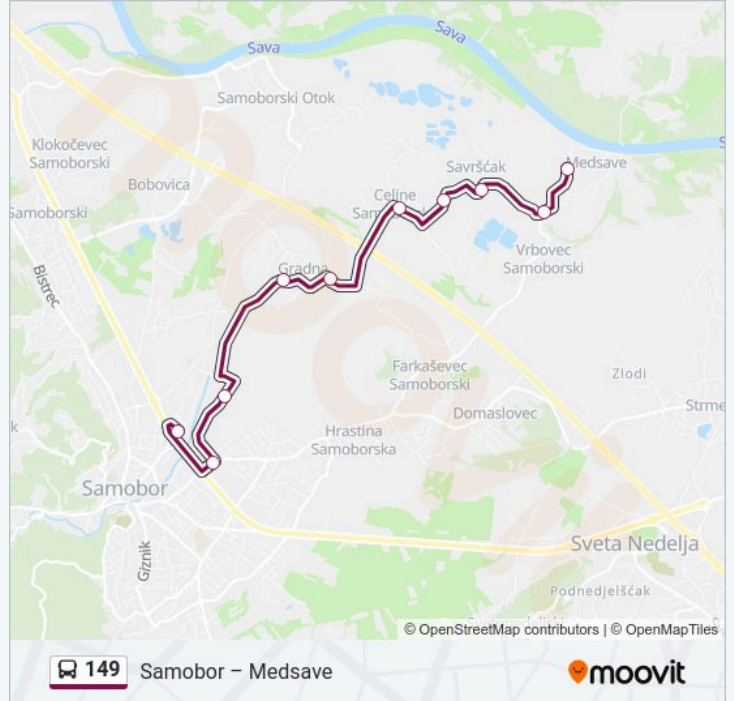 Sava
Sava
Samoborski Otok
Klokočevec
Samoborski
Medsave
Savršćak
Bobovica
Celine
Samoborski
Vrbovec
Samoborski
Gradna
Bistrec
Farkaševec
Samoborski
Zlodi
Domaslovec
Strme
Hrastina
Samoborska
k
Samobor
Giznik
Sveta Nedelja
Podnedjelšćak
© OpenStreetMap contributors | © OpenMapTiles
149 Samobor – Medsave
moovit